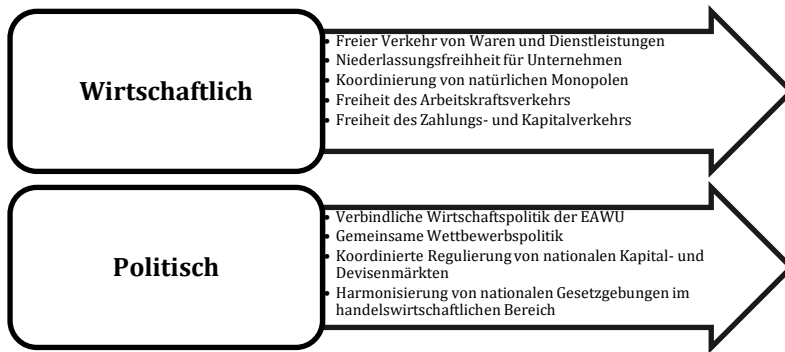 Wirtschaftlich
• Freier Verkehr von Waren und Dienstleistungen
• Niederlassungsfreihheit für Unternehmen
• Koordinierung von natürlichen Monopolen
• Freiheit des Arbeitskraftsverkehrs
• Freiheit des Zahlungs- und Kapitalverkehrs
Politisch
• Verbindliche Wirtschaftspolitik der EAWU
• Gemeinsame Wettbewerbspolitik
• Koordinierte Regulierung von nationalen Kapital- und
Devisenmärkten
• Harmonisierung von nationalen Gesetzgebungen im
handelswirtschaftlichen Bereich